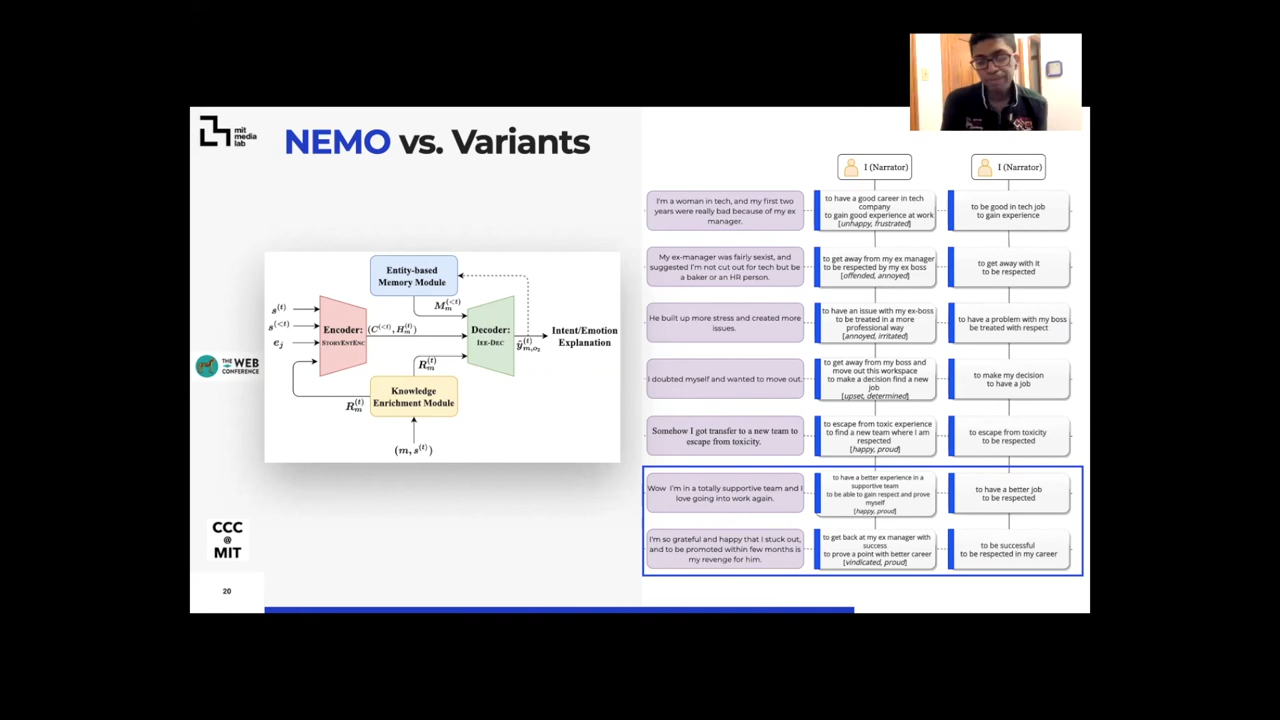 mit
media
lab
NEMO vs. Variants
Entity-based
Memory Module
s^(t)
s^(<t)
e_j
Encoder:
STORYENTENC
(C^(<t), H_m^(t))
M_m^(<t)
Decoder:
IEE-DEC
ŷ_{m,o_2}^(t)
Intent/Emotion
Explanation
R_m^(t)
R_m^(t)
Knowledge
Enrichment Module
(m, s^(t))
THE WEB
CONFERENCE
CCC
@
MIT
20
I (Narrator)
I (Narrator)
I'm a woman in tech, and my first two
years were really bad because of my ex
manager.
to have a good career in tech
company
to gain good experience at work
[unhappy, frustrated]
to be good in tech job
to gain experience
My ex-manager was fairly sexist, and
suggested I'm not cut out for tech but be
a baker or an HR person.
to get away from my ex manager
to be respected by my ex boss
[offended, annoyed]
to get away with it
to be respected
He built up more stress and created more
issues.
to have an issue with my ex-boss
to be treated in a more
professional way
[annoyed, irritated]
to have a problem with my boss
be treated with respect
I doubted myself and wanted to move out.
to get away from my boss and
move out this workspace
to make a decision find a new
job
[upset, determined]
to make my decision
to have a job
Somehow I got transfer to a new team to
escape from toxicity.
to escape from toxic experience
to find a new team where I am
respected
[happy, proud]
to escape from toxicity
to be respected
Wow I'm in a totally supportive team and I
love going into work again.
to have a better experience in a
supportive team
to be able to gain respect and prove
myself
[happy, proud]
to have a better job
to be respected
I'm so grateful and happy that I stuck out,
and to be promoted within few months is
my revenge for him.
to get back at my ex manager with
success
to prove a point with better career
[vindicated, proud]
to be successful
to be respected in my career